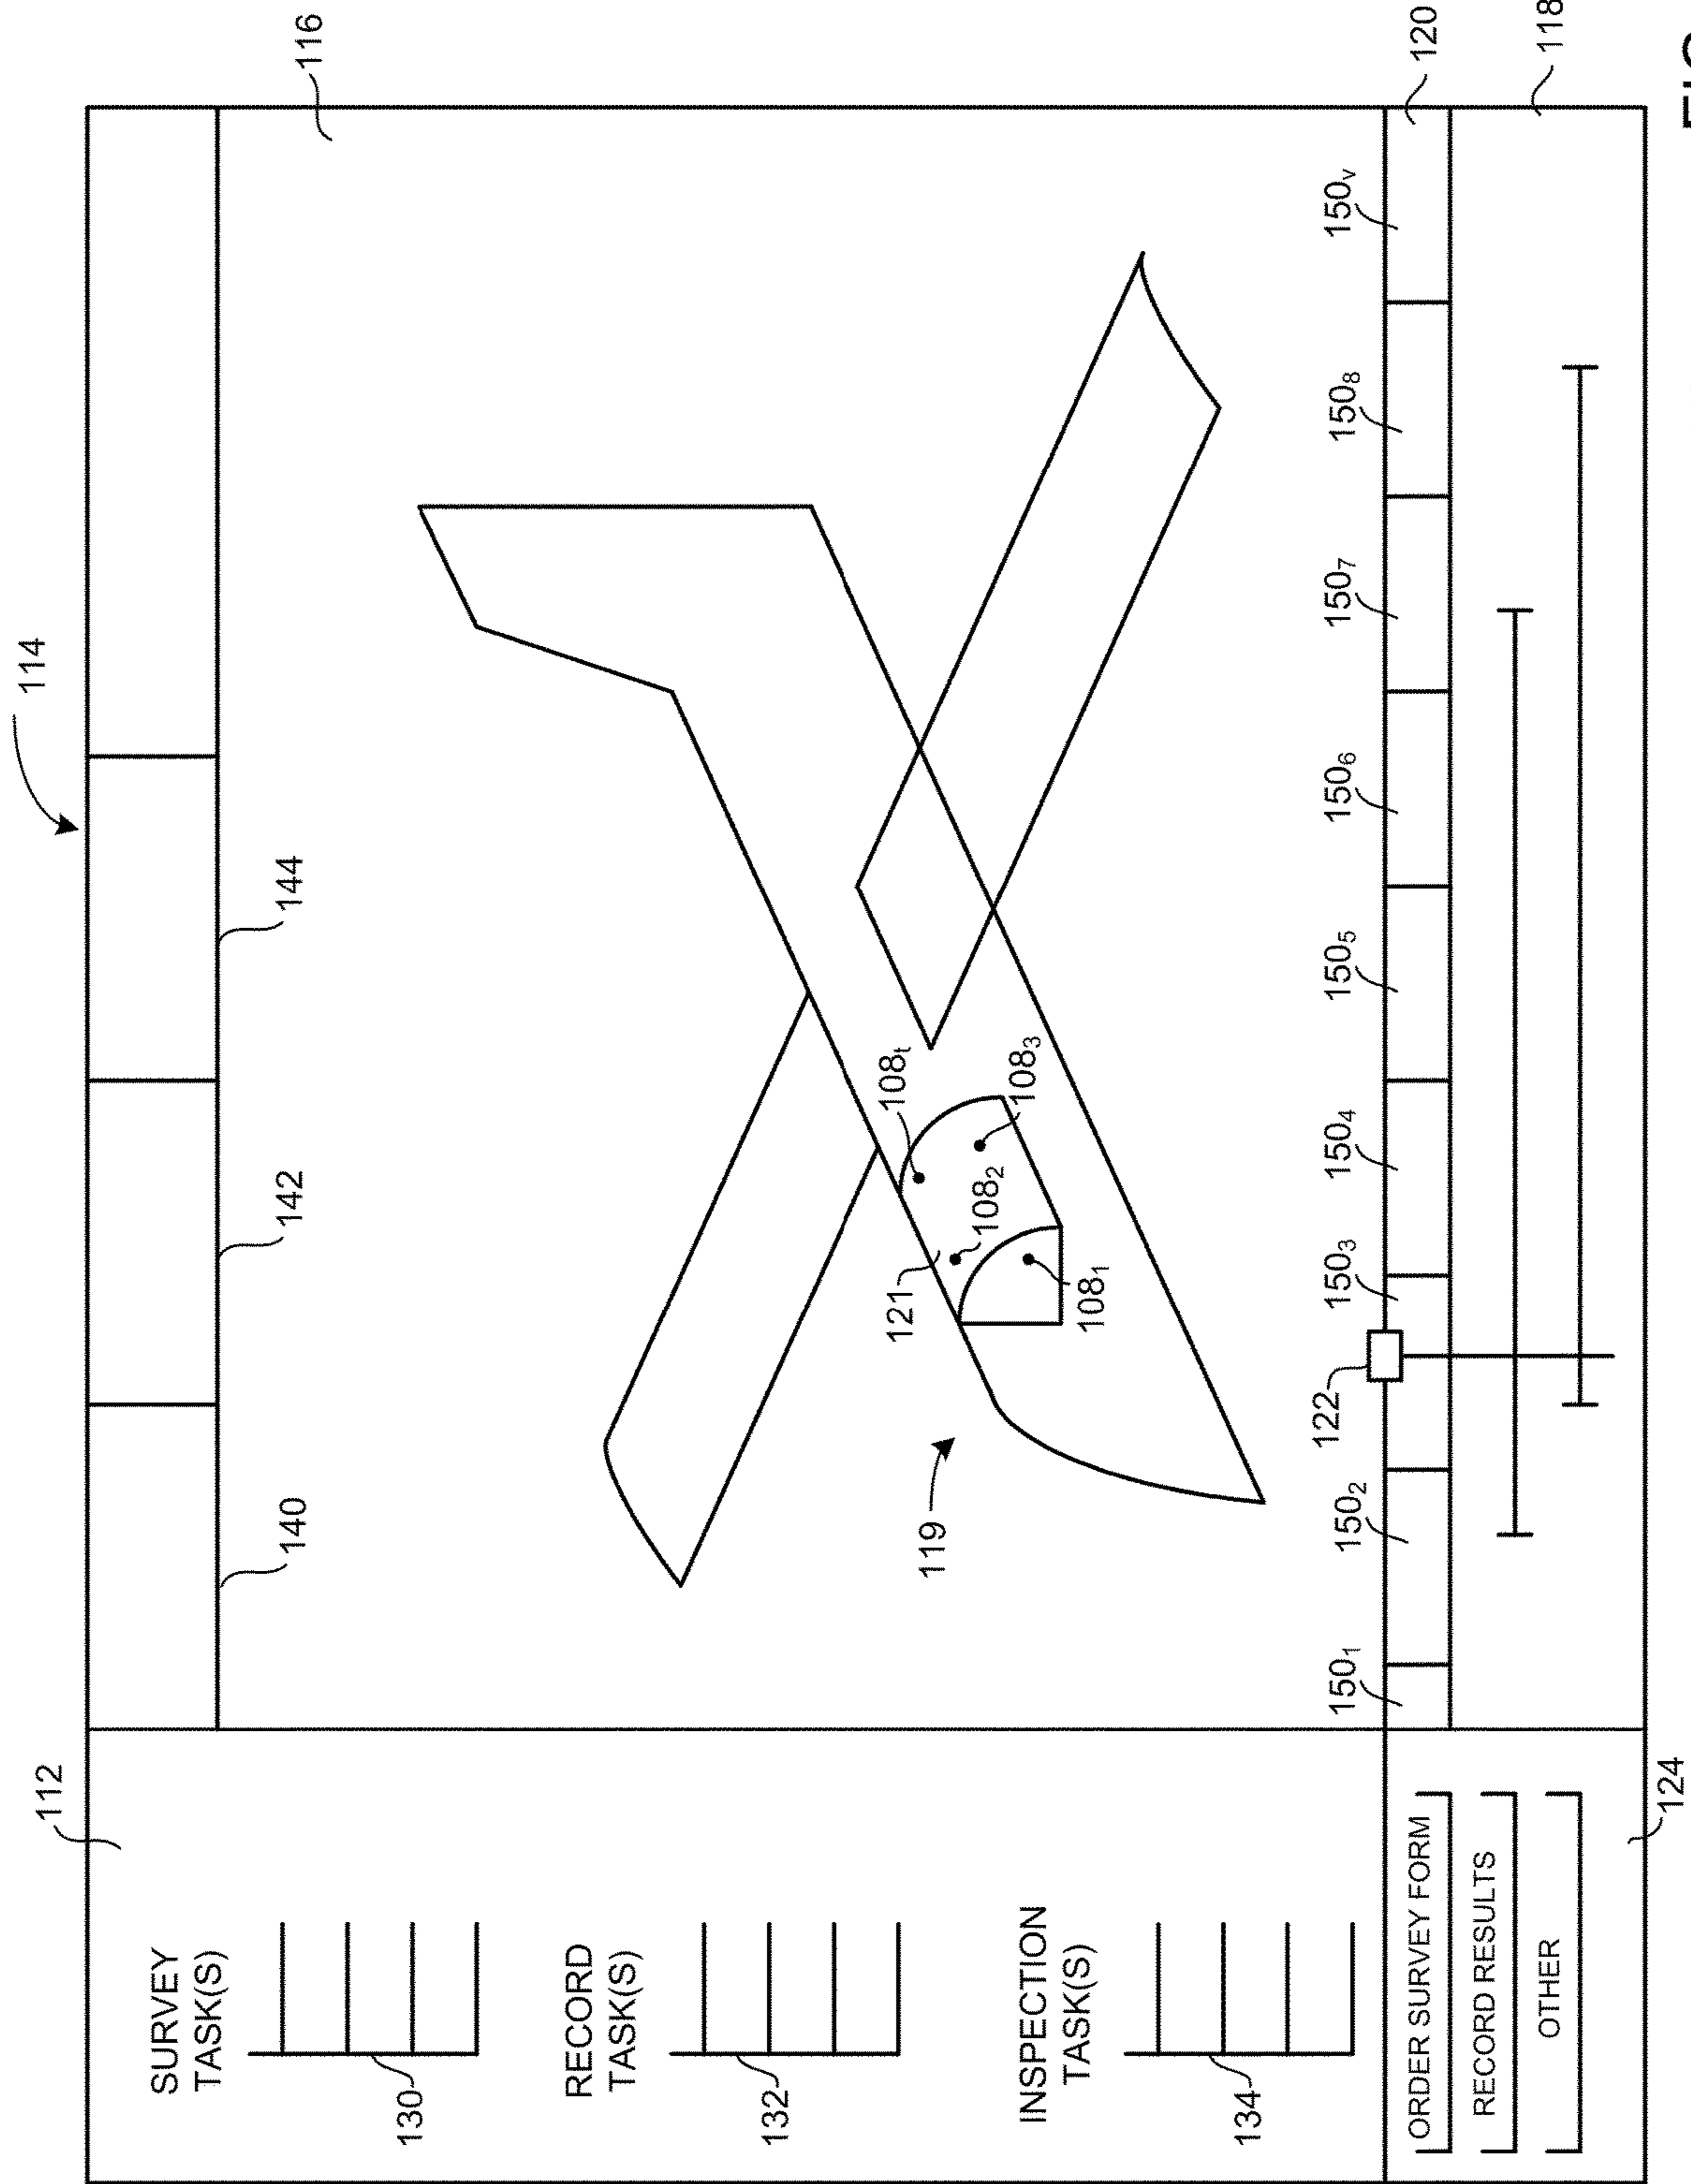 114
112
116
SURVEY
TASK(S)
130
140
142
144
RECORD
TASK(S)
132
INSPECTION
TASK(S)
134
119
121
108₁
108₂
108₃
108ₜ
122
150₁
150₂
150₃
150₄
150₅
150₆
150₇
150₈
150ᵥ
120
118
ORDER SURVEY FORM
RECORD RESULTS
OTHER
124